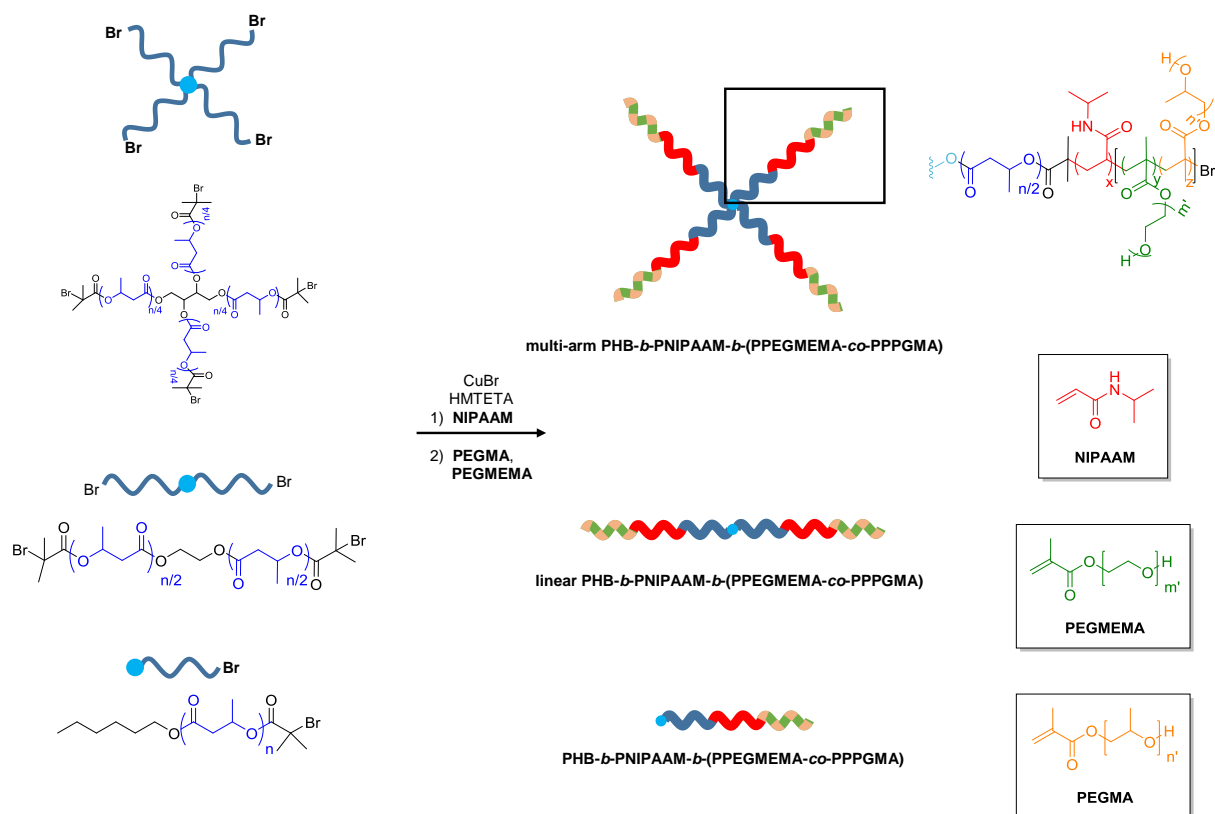 Br
Br
Br
Br
Br
O
O
n/4
O
O
Br
O
O
O
n/4
O
O
O
n/4
O
O
O
Br
O
O
n/4
O
O
Br
multi-arm PHB-b-PNIPAAM-b-(PPEGMEMA-co-PPPGMA)
H
O
n'
O
O
HN
O
O
O
O
n/2
O
x
y
z
Br
O
O
m'
H
O
CuBr
HMTETA
1) NIPAAM
2) PEGMA,
PEGMEMA
H
N
O
NIPAAM
Br
Br
Br
O
O
O
n/2
O
O
O
O
n/2
O
Br
linear PHB-b-PNIPAAM-b-(PPEGMEMA-co-PPPGMA)
O
O
O
H
m'
PEGMEMA
Br
O
O
O
n
O
Br
PHB-b-PNIPAAM-b-(PPEGMEMA-co-PPPGMA)
O
O
O
H
n'
PEGMA